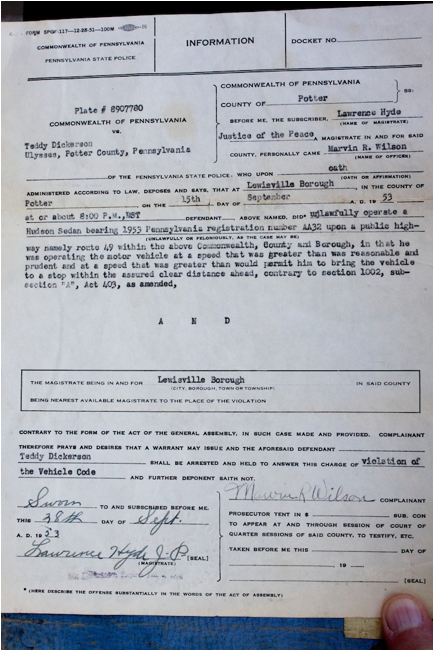 FORM SPGF-117—12-28-51—100M
COMMONWEALTH OF PENNSYLVANIA
PENNSYLVANIA STATE POLICE
INFORMATION
DOCKET NO.
Plate # 8907780
COMMONWEALTH OF PENNSYLVANIA
vs.
Teddy Dickerson
Ulysses, Potter County, Pennsylvania
COMMONWEALTH OF PENNSYLVANIA
COUNTY OF Potter SS:
BEFORE ME, THE SUBSCRIBER, Lawrence Hyde
(NAME OF MAGISTRATE)
Justice of the Peace, A MAGISTRATE IN AND FOR SAID
COUNTY, PERSONALLY CAME Marvin R. Wilson
(NAME OF OFFICER)
OF THE PENNSYLVANIA STATE POLICE, WHO UPON oath
(OATH OR AFFIRMATION)
ADMINISTERED ACCORDING TO LAW, DEPOSES AND SAYS, THAT AT Lewisville Borough, IN THE COUNTY OF
Potter ON THE 15th DAY OF September A. D. 19 53
at or about 8:00 P.M., DEFENDANT ABOVE NAMED, DID* unlawfully operate a
(UNLAWFULLY OR FELONIOUSLY, AS THE CASE MAY BE)
Hudson Sedan bearing 1953 Pennsylvania registration number AA32 upon a public high-
way namely route 49 within the above Commonwealth, County and Borough, in that he
was operating the motor vehicle at a speed that was greater than was reasonable and
prudent and at a speed that was greater than would permit him to bring the vehicle
to a stop within the assured clear distance ahead, contrary to section 1002, sub-
section "A", Act 403, as amended,
A N D
THE MAGISTRATE BEING IN AND FOR Lewisville Borough IN SAID COUNTY
(CITY, BOROUGH, TOWN OR TOWNSHIP)
BEING NEAREST AVAILABLE MAGISTRATE TO THE PLACE OF THE VIOLATION
CONTRARY TO THE FORM OF THE ACT OF THE GENERAL ASSEMBLY, IN SUCH CASE MADE AND PROVIDED. COMPLAINANT
THEREFORE PRAYS AND DESIRES THAT A WARRANT MAY ISSUE AND THE AFORESAID DEFENDANT
Teddy Dickerson SHALL BE ARRESTED AND HELD TO ANSWER THIS CHARGE OF violation of
the Vehicle Code AND FURTHER DEPONENT SAITH NOT.
Sworn TO AND SUBSCRIBED BEFORE ME.
THIS 28th DAY OF Sept.
A. D. 19 53
Lawrence Hyde J-P [SEAL]
(MAGISTRATE)
Marvin R Wilson COMPLAINANT
PROSECUTOR TENT IN $ SUB. CON
TO APPEAR AT AND THROUGH SESSION OF COURT OF
QUARTER SESSIONS OF SAID COUNTY, TO TESTIFY, ETC.
TAKEN BEFORE ME THIS DAY OF
19
[SEAL]
* (HERE DESCRIBE THE OFFENSE SUBSTANTIALLY IN THE WORDS OF THE ACT OF ASSEMBLY)